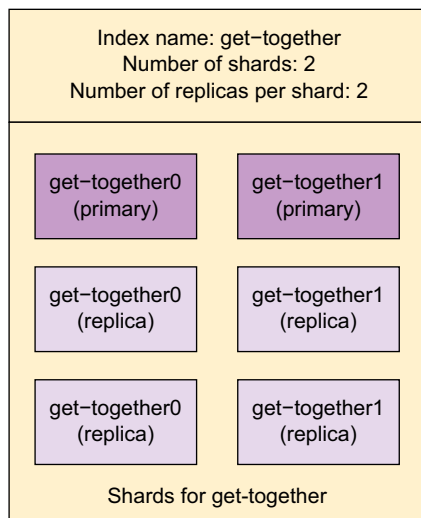 Index name: get-together
Number of shards: 2
Number of replicas per shard: 2
get−together0
(primary)
get−together1
(primary)
get−together0
(replica)
get−together1
(replica)
get−together0
(replica)
get−together1
(replica)
Shards for get-together